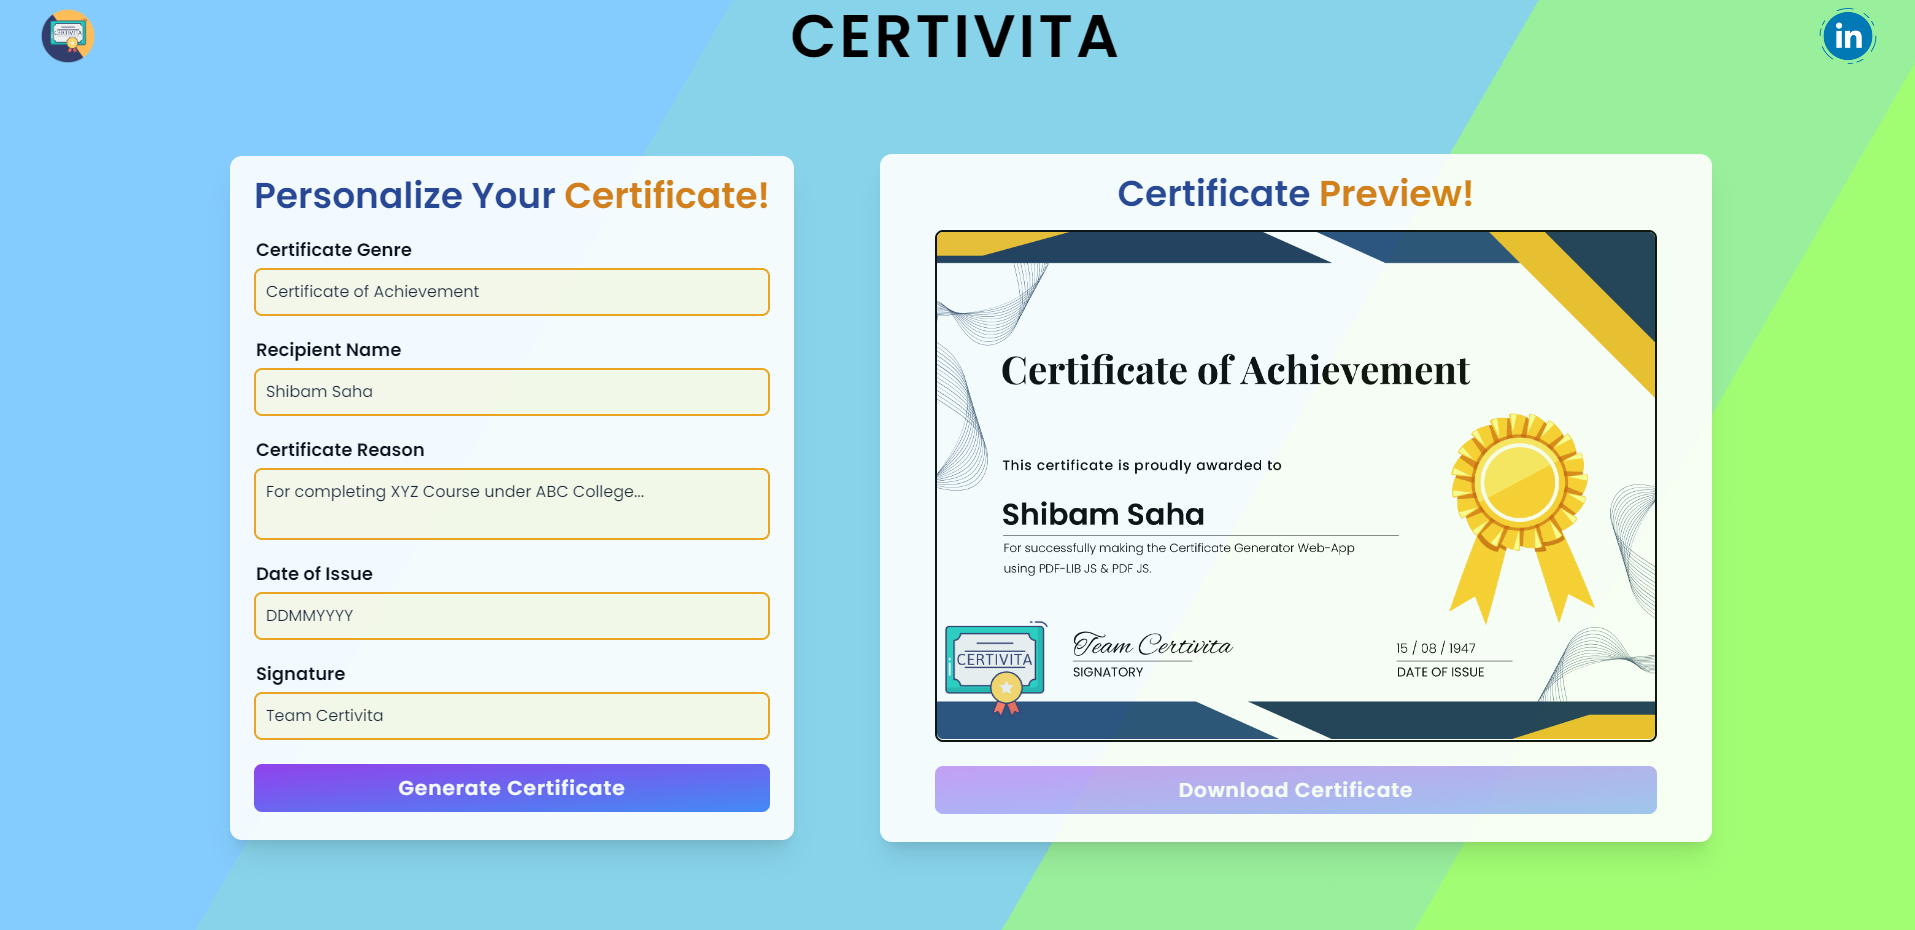 CERTIVITA
CERTIVITA
in
Personalize Your Certificate!
Certificate Genre
Certificate of Achievement
Recipient Name
Shibam Saha
Certificate Reason
For completing XYZ Course under ABC College...
Date of Issue
DDMMYYYY
Signature
Team Certivita
Generate Certificate
Certificate Preview!
Certificate of Achievement
This certificate is proudly awarded to
Shibam Saha
For successfully making the Certificate Generator Web-App
using PDF-LIB JS & PDF JS.
CERTIVITA
Team Certivita
SIGNATORY
15 / 08 / 1947
DATE OF ISSUE
Download Certificate